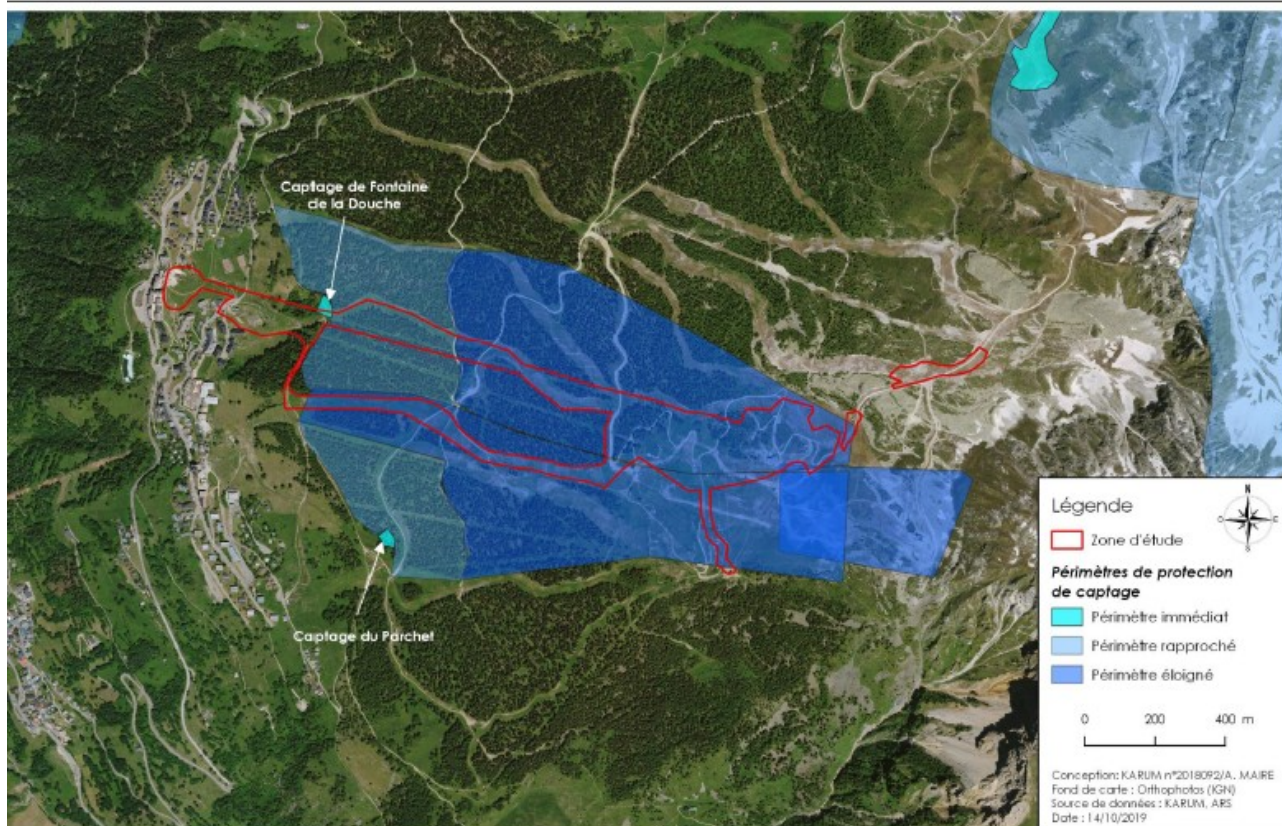 Captage de Fontaine
de la Douche
Captage du Parchet
Légende
N
O
E
S
Zone d'étude
Périmètres de protection
de captage
Périmètre immédiat
Périmètre rapproché
Périmètre éloigné
0 200 400 m
Conception: KARUM n°2018092/A. MAIRE
Fond de carte : Orthophotos (IGN)
Source de données : KARUM, ARS
Date : 14/10/2019